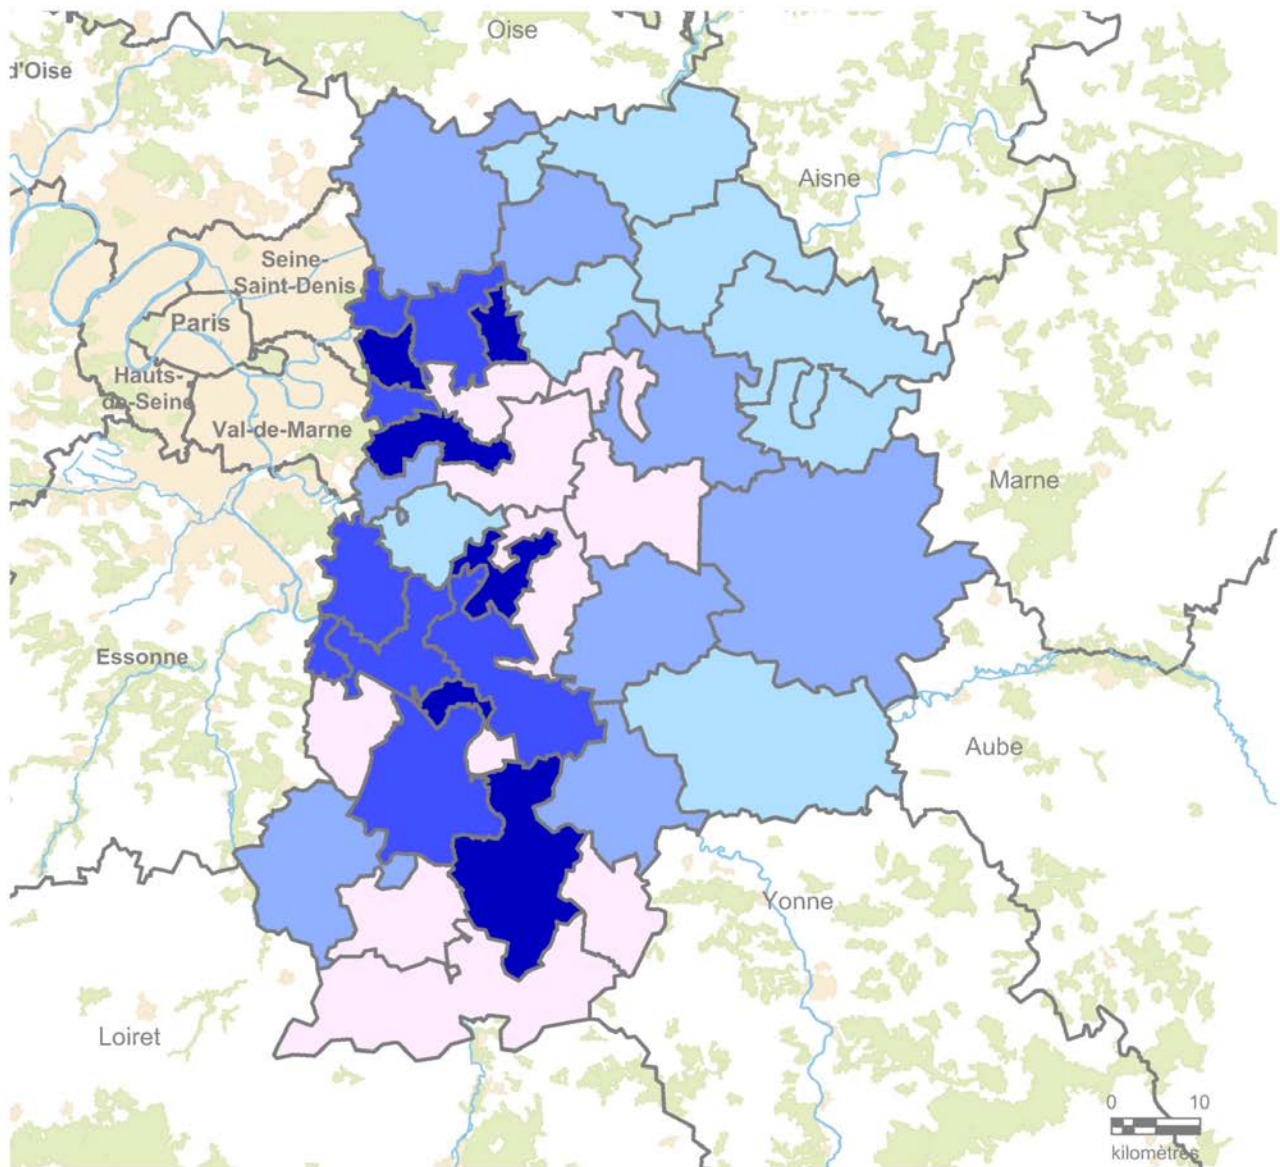 Oise
d'Oise
Aisne
Seine-
Saint-Denis
Paris
Hauts-
de-Seine
Val-de-Marne
Marne
Essonne
Aube
Yonne
Loiret
0 10
kilomètres